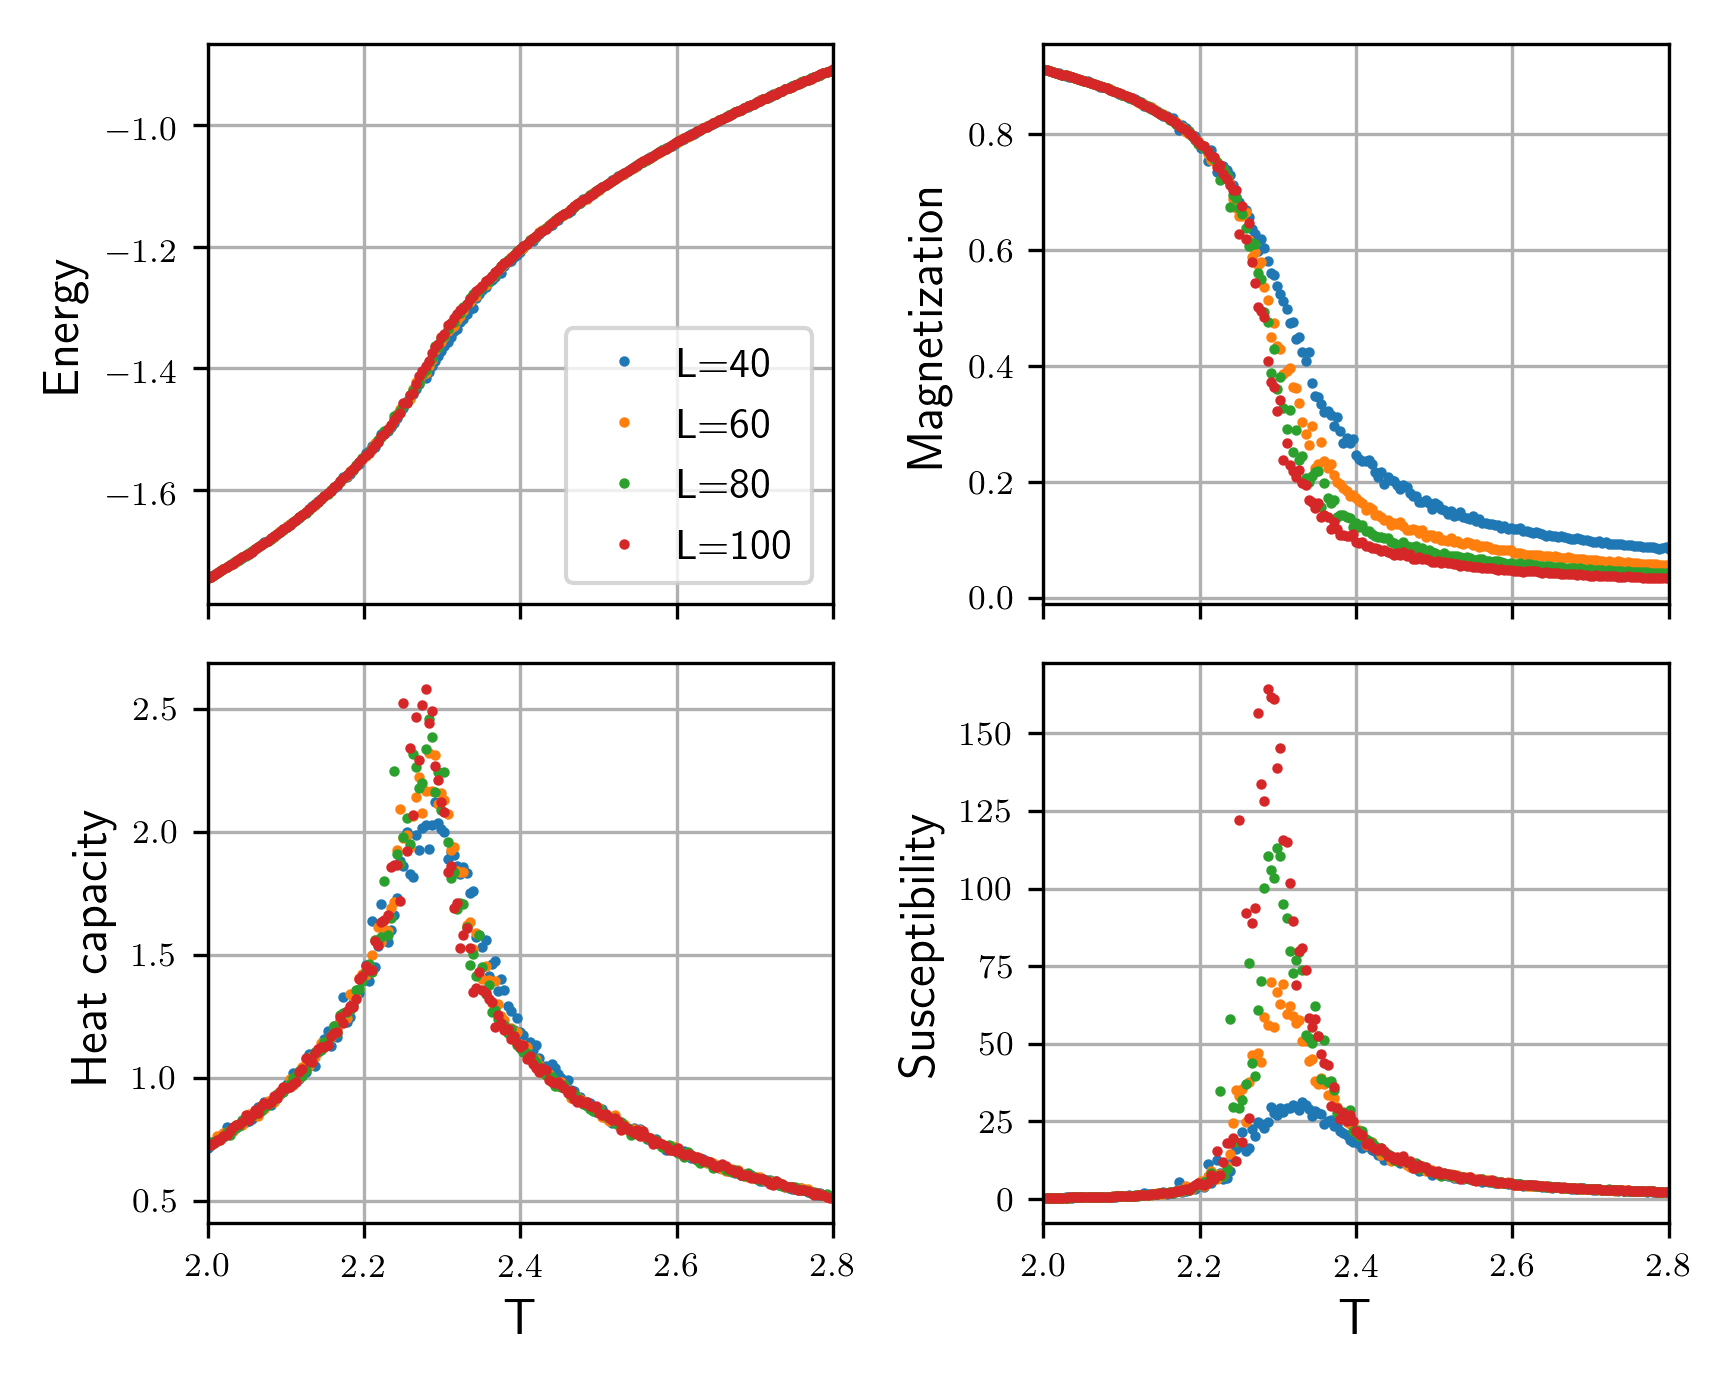 Energy
−1.0
−1.2
−1.4
−1.6
L=40
L=60
L=80
L=100
Magnetization
0.8
0.6
0.4
0.2
0.0
Heat capacity
2.5
2.0
1.5
1.0
0.5
2.0 2.2 2.4 2.6 2.8
T
Susceptibility
150
125
100
75
50
25
0
2.0 2.2 2.4 2.6 2.8
T